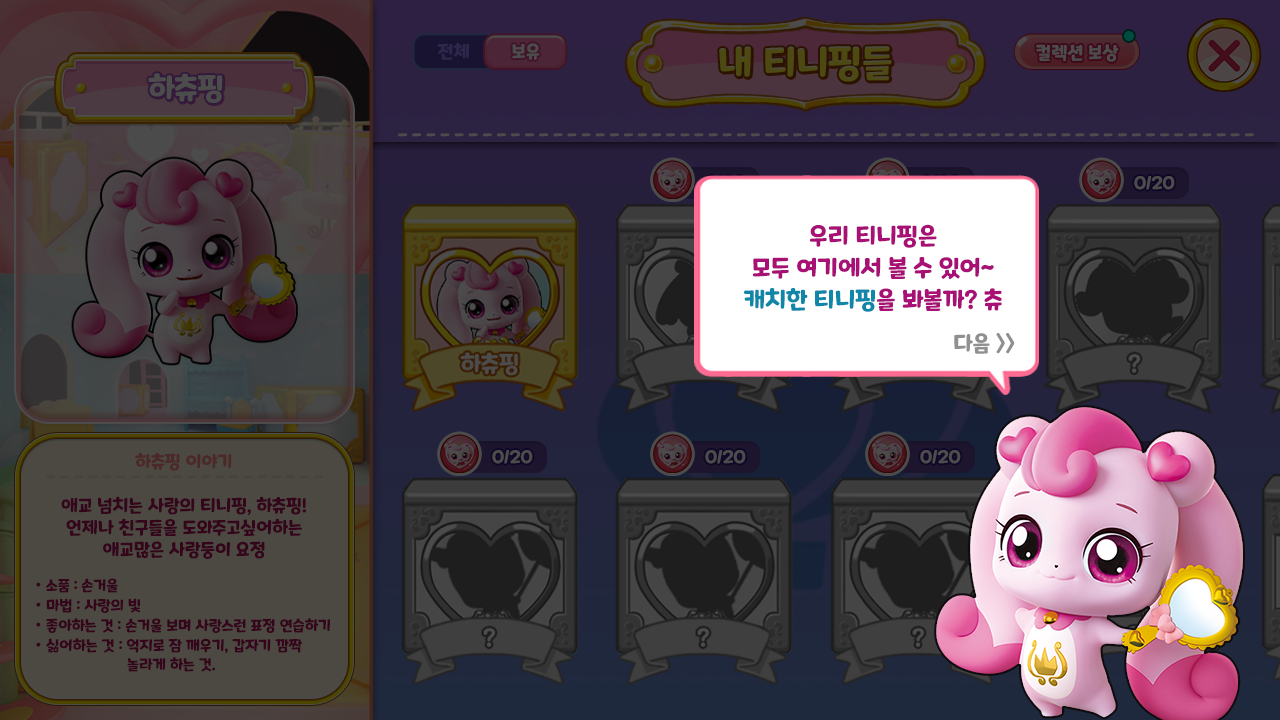 하츄핑
전체
보유
내 티니핑들
컬렉션 보상
0/20
하츄핑
?
우리 티니핑은
모두 여기에서 볼 수 있어~
캐치한 티니핑을 봐볼까? 츄
다음 》
하츄핑 이야기
애교 넘치는 사랑의 티니핑, 하츄핑!
언제나 친구들을 도와주고싶어하는
애교많은 사랑둥이 요정
• 소품 : 손거울
• 마법 : 사랑의 빛
• 좋아하는 것 : 손거울 보며 사랑스런 표정 연습하기
• 싫어하는 것 : 억지로 잠 깨우기, 갑자기 깜짝
놀라게 하는 것.
0/20
0/20
0/20
?
?
?